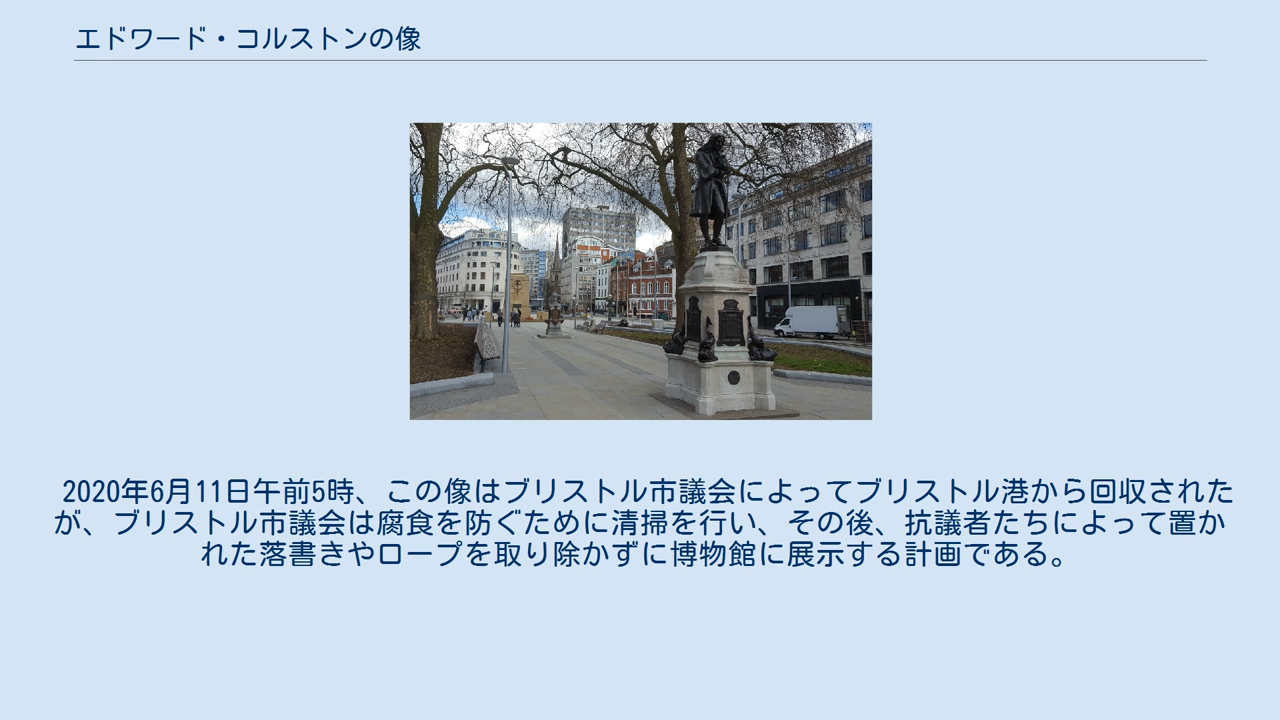 エドワード・コルストンの像
2020年6月11日午前5時、この像はブリストル市議会によってブリストル港から回収された
が、ブリストル市議会は腐食を防ぐために清掃を行い、その後、抗議者たちによって置か
れた落書きやロープを取り除かずに博物館に展示する計画である。